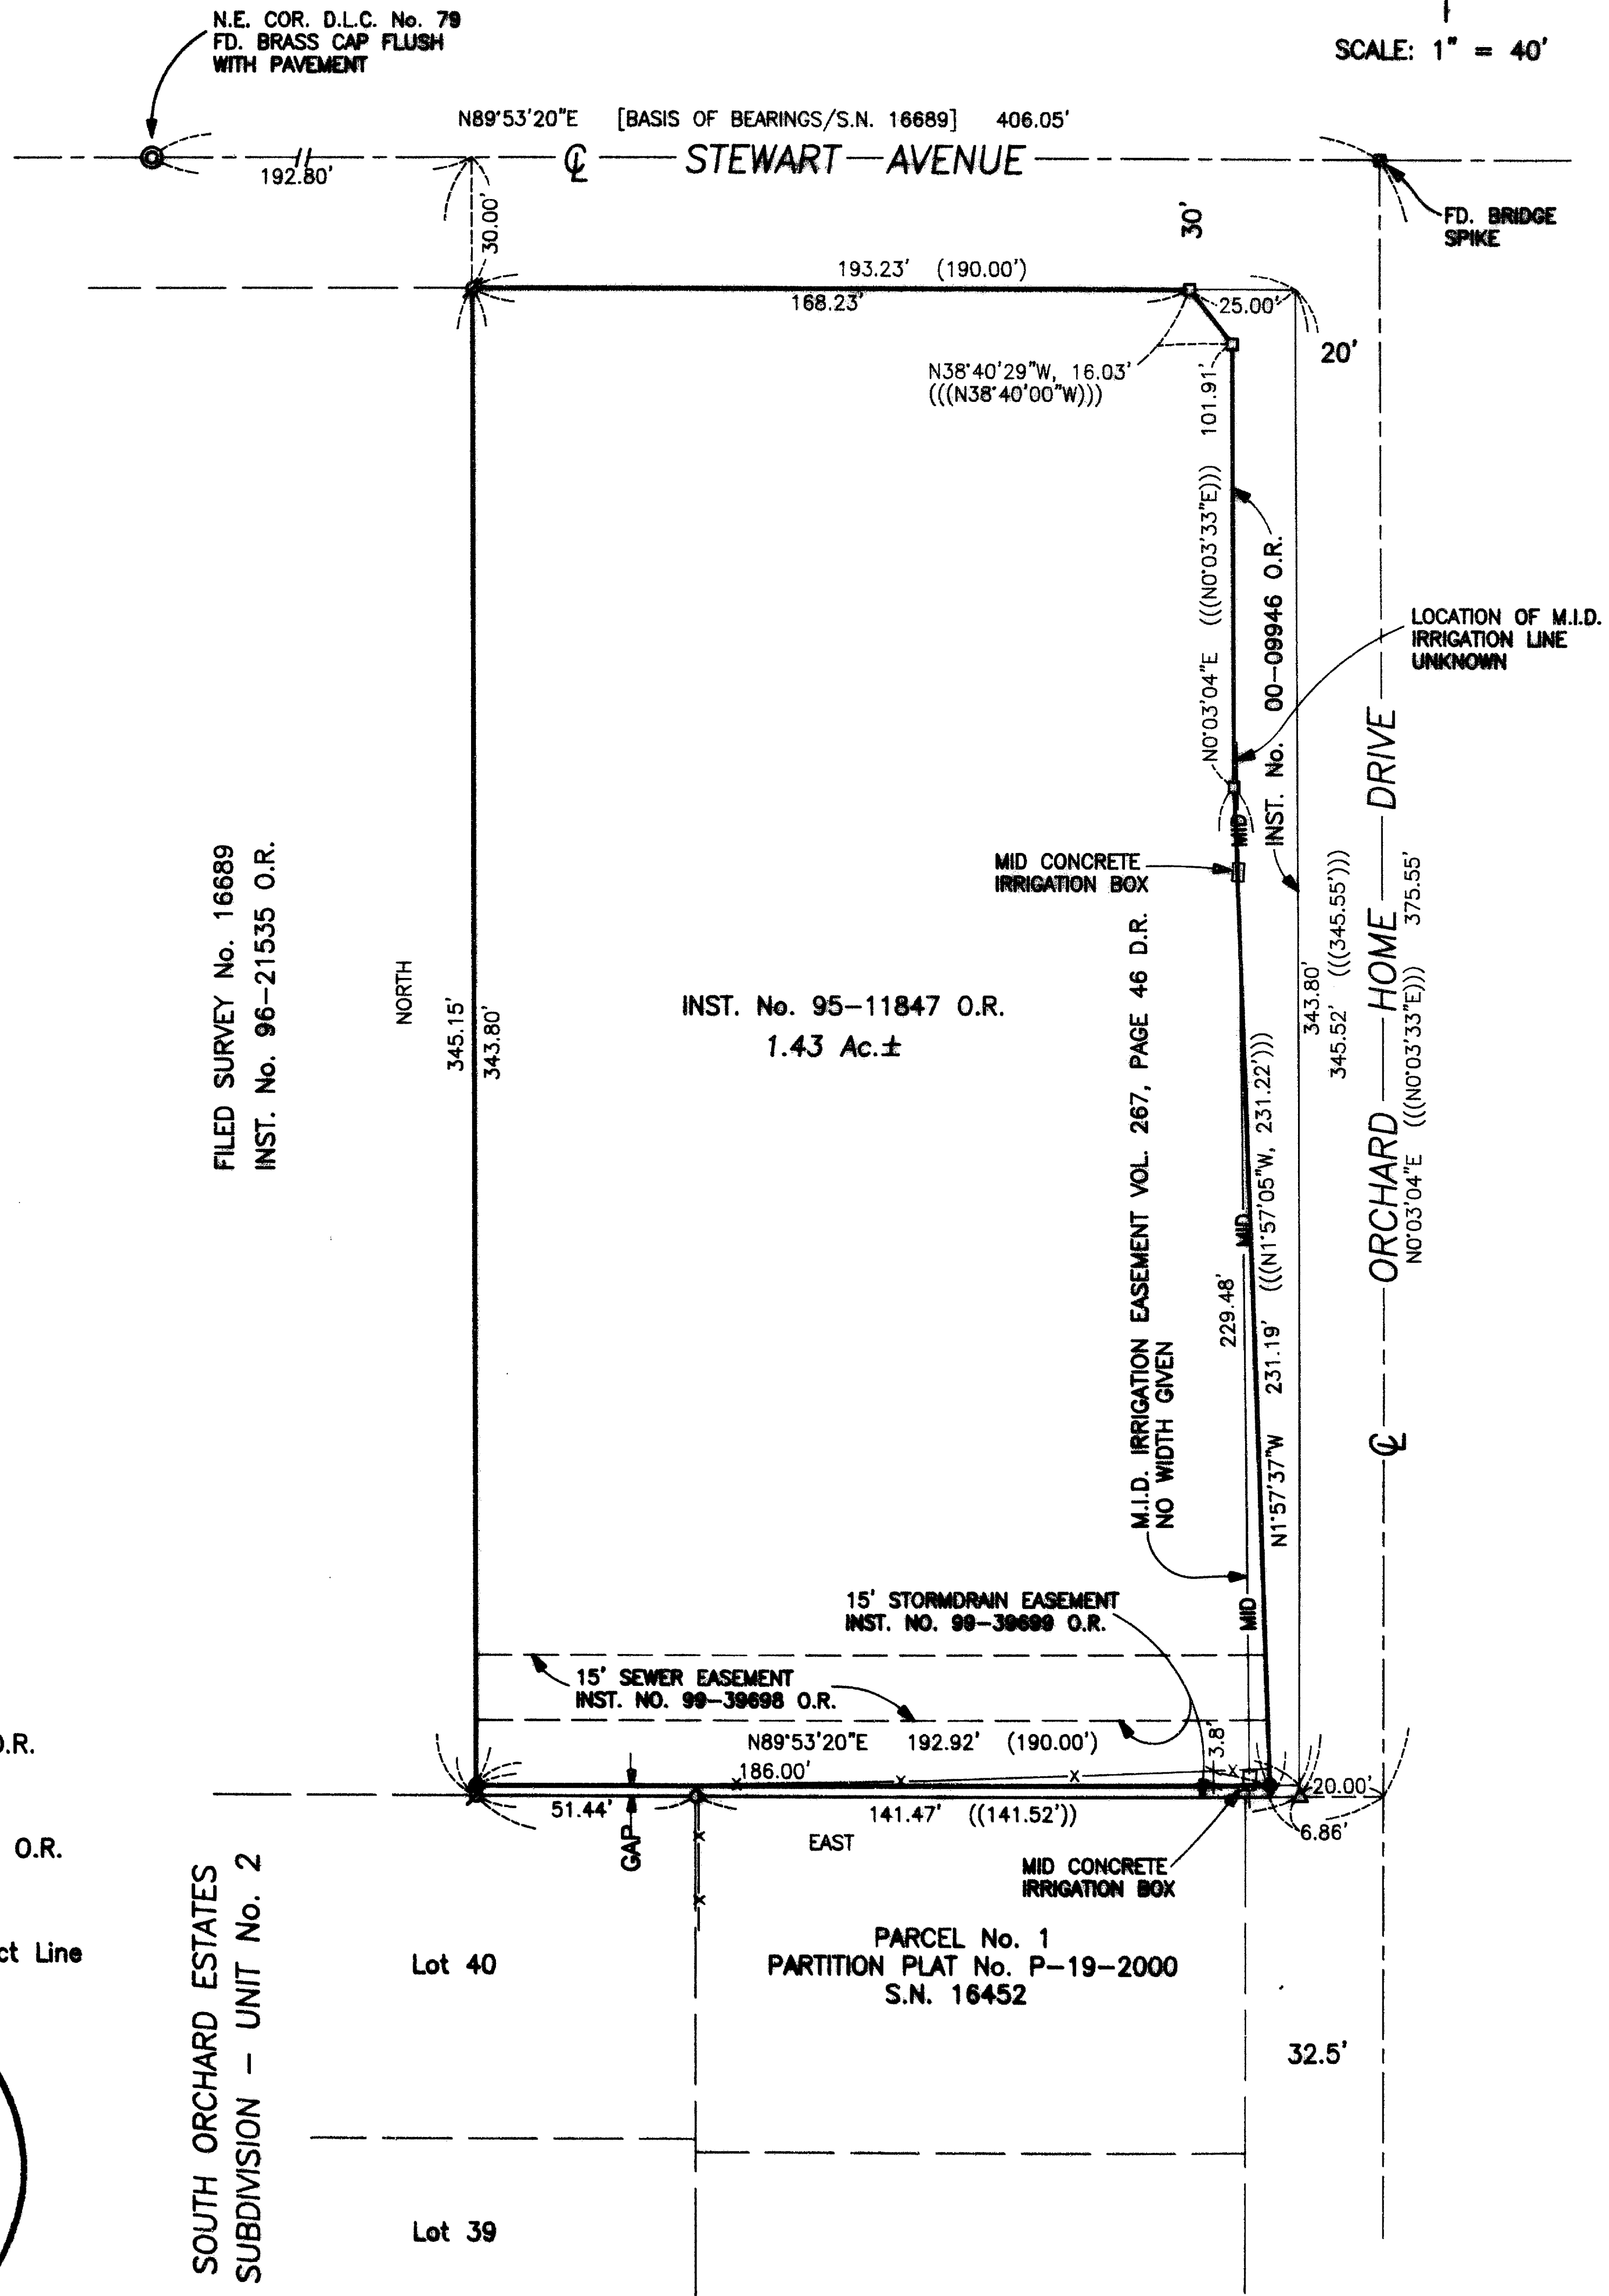 N.E. COR. D.L.C. No. 79
FD. BRASS CAP FLUSH
WITH PAVEMENT
SCALE: 1" = 40'
N89°53'20"E [BASIS OF BEARINGS/S.N. 16689] 406.05'
192.80'
℄ STEWART AVENUE
30.00'
30'
FD. BRIDGE
SPIKE
193.23' (190.00')
168.23'
25.00'
20'
N38°40'29"W, 16.03'
(((N38°40'00"W)))
N0°03'04"E (((N0°03'33"E))) 101.91'
INST. No. 00-09946 O.R.
LOCATION OF M.I.D.
IRRIGATION LINE
UNKNOWN
MID
MID CONCRETE
IRRIGATION BOX
FILED SURVEY No. 16689
INST. No. 96-21535 O.R.
NORTH
345.15'
343.80'
INST. No. 95-11847 O.R.
1.43 Ac.±
M.I.D. IRRIGATION EASEMENT VOL. 267, PAGE 46 D.R.
NO WIDTH GIVEN
229.48'
MID
N1°57'37"W 231.19' (((N1°57'05"W, 231.22')))
343.80'
345.52' (((345.55')))
ORCHARD HOME DRIVE
N0°03'04"E (((N0°03'33"E))) 375.55'
℄
MID
15' STORMDRAIN EASEMENT
INST. NO. 99-39699 O.R.
15' SEWER EASEMENT
INST. NO. 99-39698 O.R.
N89°53'20"E 192.92' (190.00')
3.8'
186.00'
20.00'
51.44'
141.47' ((141.52'))
6.86'
GAP
EAST
MID CONCRETE
IRRIGATION BOX
O.R.
O.R.
ct Line
SOUTH ORCHARD ESTATES
SUBDIVISION - UNIT No. 2
Lot 40
PARCEL No. 1
PARTITION PLAT No. P-19-2000
S.N. 16452
32.5'
Lot 39